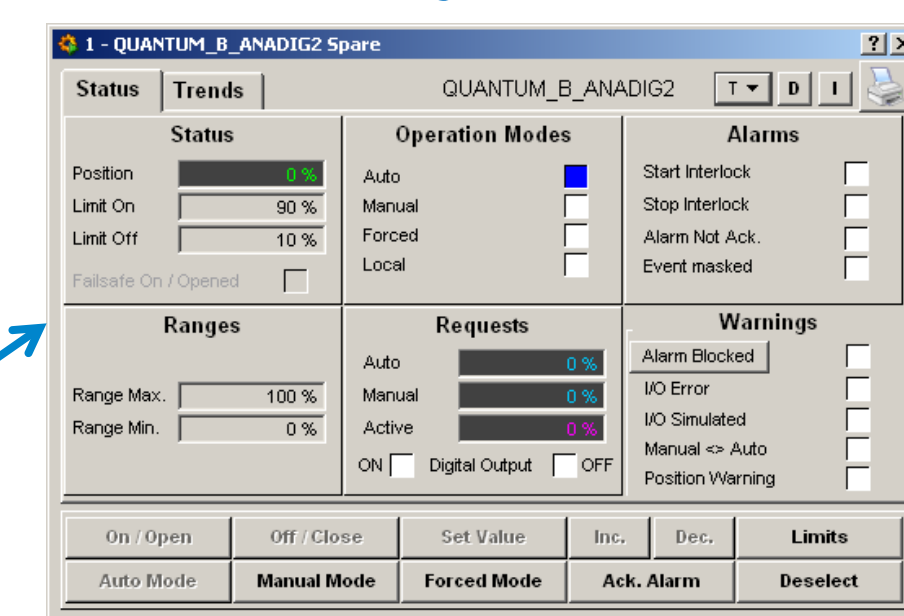 1 - QUANTUM_B_ANADIG2 Spare ? X
Status Trends QUANTUM_B_ANADIG2 T D I
Status
Position 0 %
Limit On 90 %
Limit Off 10 %
Failsafe On / Opened
Operation Modes
Auto
Manual
Forced
Local
Alarms
Start Interlock
Stop Interlock
Alarm Not Ack.
Event masked
Ranges
Range Max. 100 %
Range Min. 0 %
Requests
Auto 0 %
Manual 0 %
Active 0 %
ON Digital Output OFF
Warnings
Alarm Blocked
I/O Error
I/O Simulated
Manual <> Auto
Position Warning
On / Open Off / Close Set Value Inc. Dec. Limits
Auto Mode Manual Mode Forced Mode Ack. Alarm Deselect